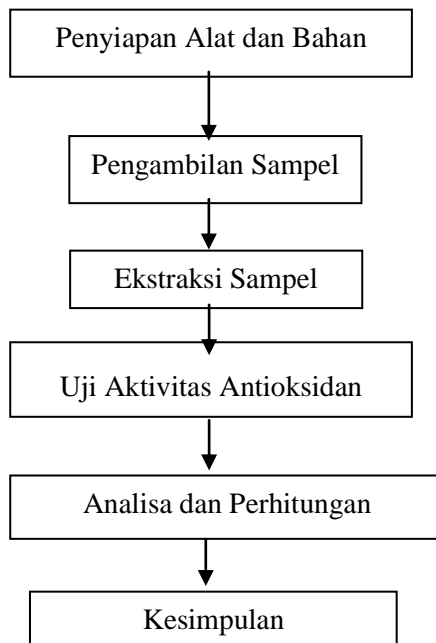 Penyiapan Alat dan Bahan
Pengambilan Sampel
Ekstraksi Sampel
Uji Aktivitas Antioksidan
Analisa dan Perhitungan
Kesimpulan